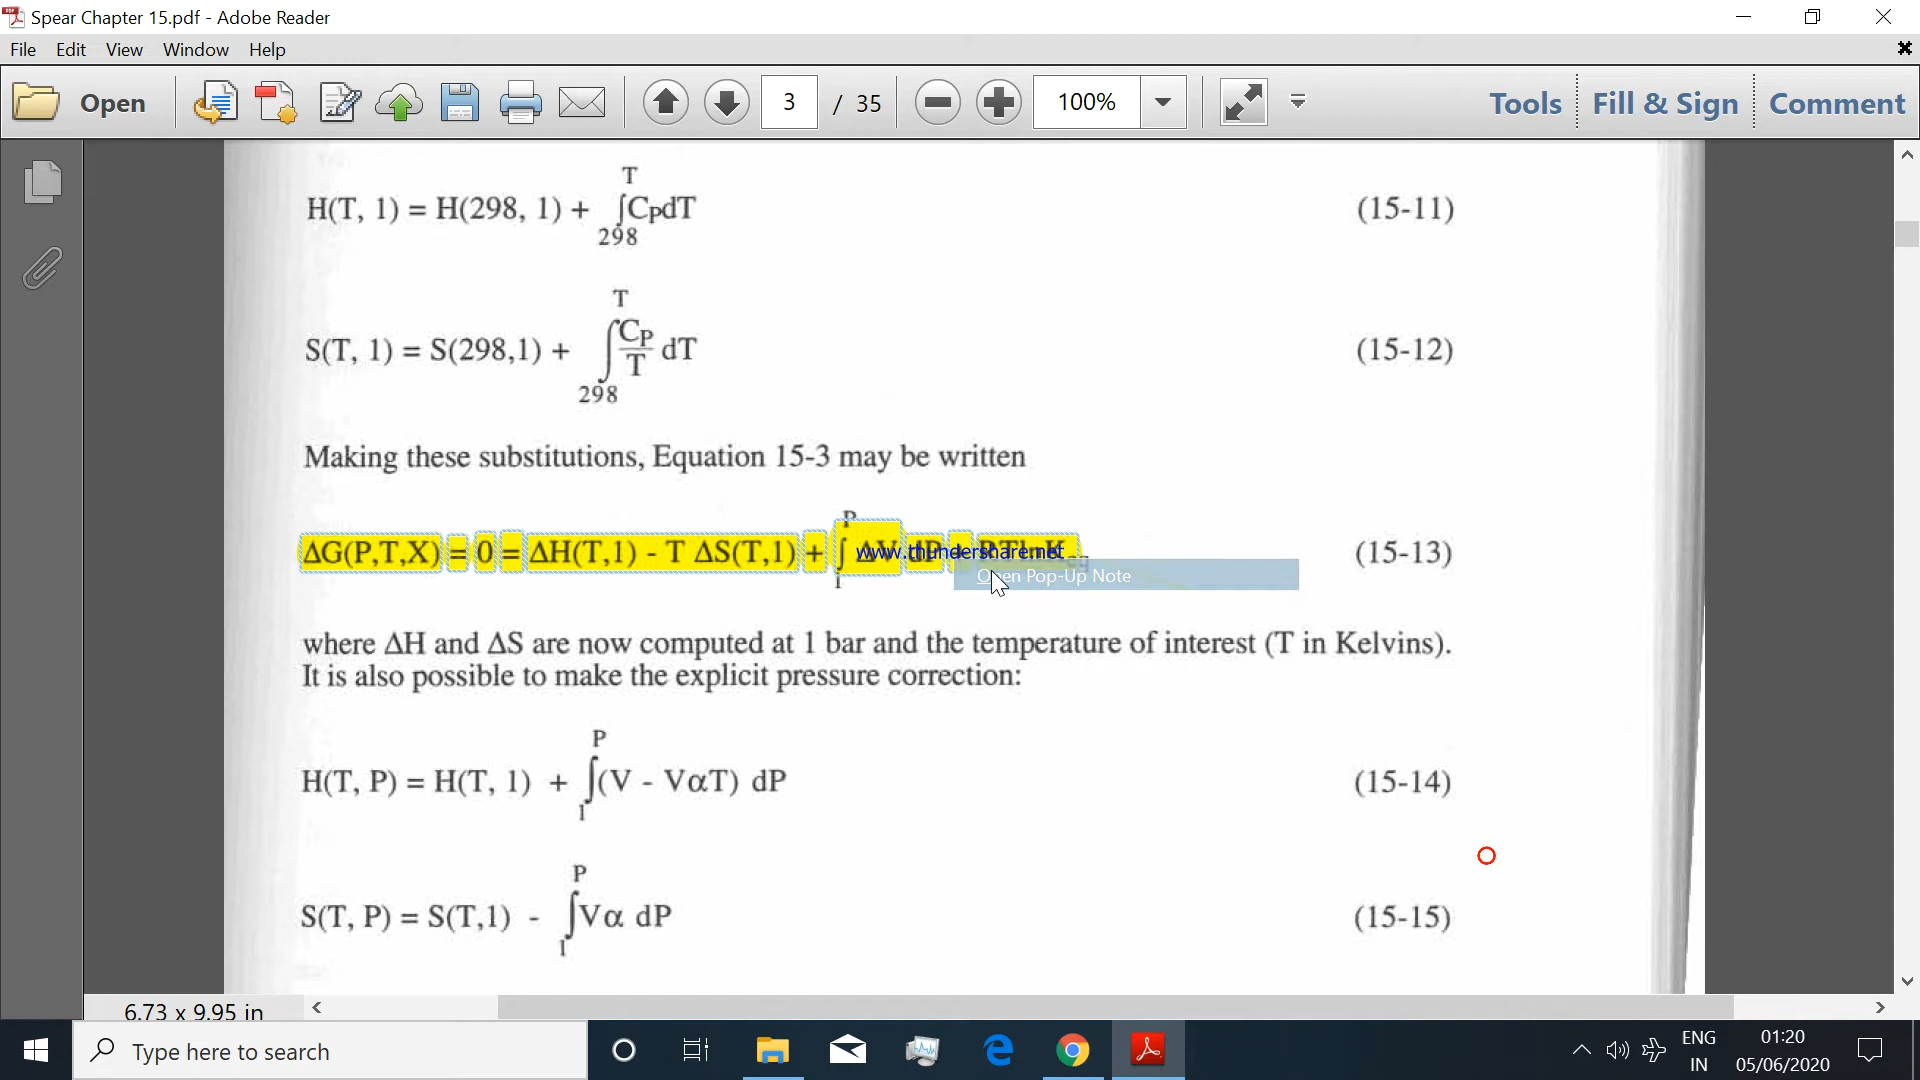 Spear Chapter 15.pdf - Adobe Reader
File Edit View Window Help
Open 3 / 35 100% Tools Fill & Sign Comment
T
H(T, 1) = H(298, 1) + ∫CPdT (15-11)
298
T
S(T, 1) = S(298,1) + ∫CP/T dT (15-12)
298
Making these substitutions, Equation 15-3 may be written
P
ΔG(P,T,X) = 0 = ΔH(T,1) - T ΔS(T,1) + ∫ ΔV dP + RTlnKeq (15-13)
1
www.thundershare.net
Open Pop-Up Note
where ΔH and ΔS are now computed at 1 bar and the temperature of interest (T in Kelvins).
It is also possible to make the explicit pressure correction:
P
H(T, P) = H(T, 1) + ∫(V - VαT) dP (15-14)
1
P
S(T, P) = S(T,1) - ∫Vα dP (15-15)
1
6.73 x 9.95 in
Type here to search
ENG 01:20
IN 05/06/2020